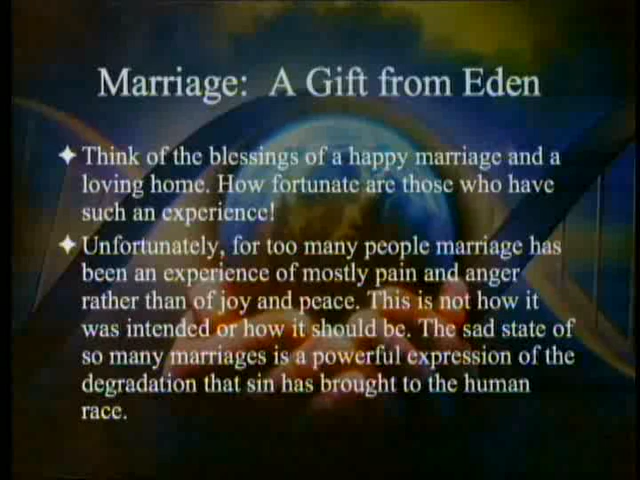 Marriage: A Gift from Eden
Think of the blessings of a happy marriage and a
loving home. How fortunate are those who have
such an experience!
Unfortunately, for too many people marriage has
been an experience of mostly pain and anger
rather than of joy and peace. This is not how it
was intended or how it should be. The sad state of
so many marriages is a powerful expression of the
degradation that sin has brought to the human
race.